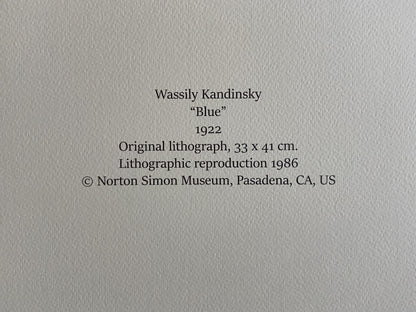 Wassily Kandinsky
“Blue”
1922
Original lithograph, 33 x 41 cm.
Lithographic reproduction 1986
© Norton Simon Museum, Pasadena, CA, US